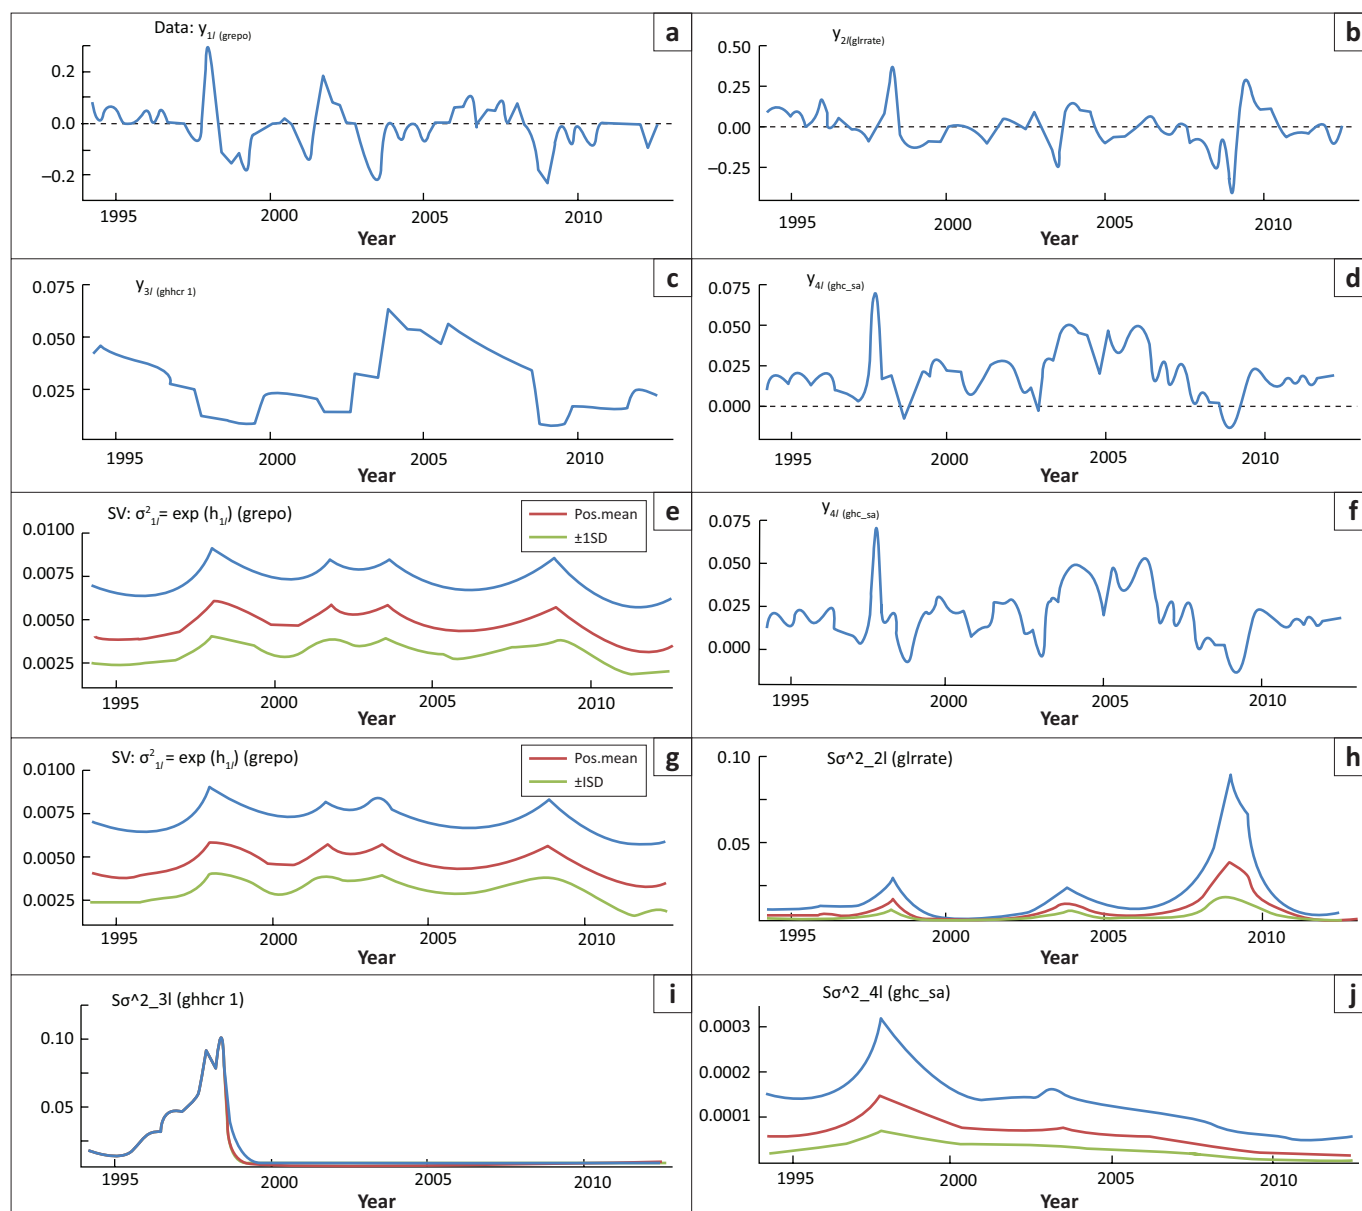 Data: y1l (grepo)
a
0.2
0.0
–0.2
1995 2000 2005 2010
Year
y2l(glrrate)
b
0.50
0.25
0.00
–0.25
1995 2000 2005 2010
Year
y3l (ghhcr 1)
c
0.075
0.050
0.025
1995 2000 2005 2010
Year
y4l (ghc_sa)
d
0.075
0.050
0.025
0.000
1995 2000 2005 2010
Year
SV: σ²1l = exp (h1l) (grepo)
e
Pos.mean
±1SD
0.0100
0.0075
0.0050
0.0025
1995 2000 2005 2010
Year
y4l (ghc_sa)
f
0.075
0.050
0.025
0.000
1995 2000 2005 2010
Year
SV: σ²1l = exp (h1l) (grepo)
g
Pos.mean
±ISD
0.0100
0.0075
0.0050
0.0025
1995 2000 2005 2010
Year
Sσ^2_2l (glrrate)
h
0.10
0.05
1995 2000 2005 2010
Year
Sσ^2_3l (ghhcr 1)
i
0.10
0.05
1995 2000 2005 2010
Year
Sσ^2_4l (ghc_sa)
j
0.0003
0.0002
0.0001
1995 2000 2005 2010
Year